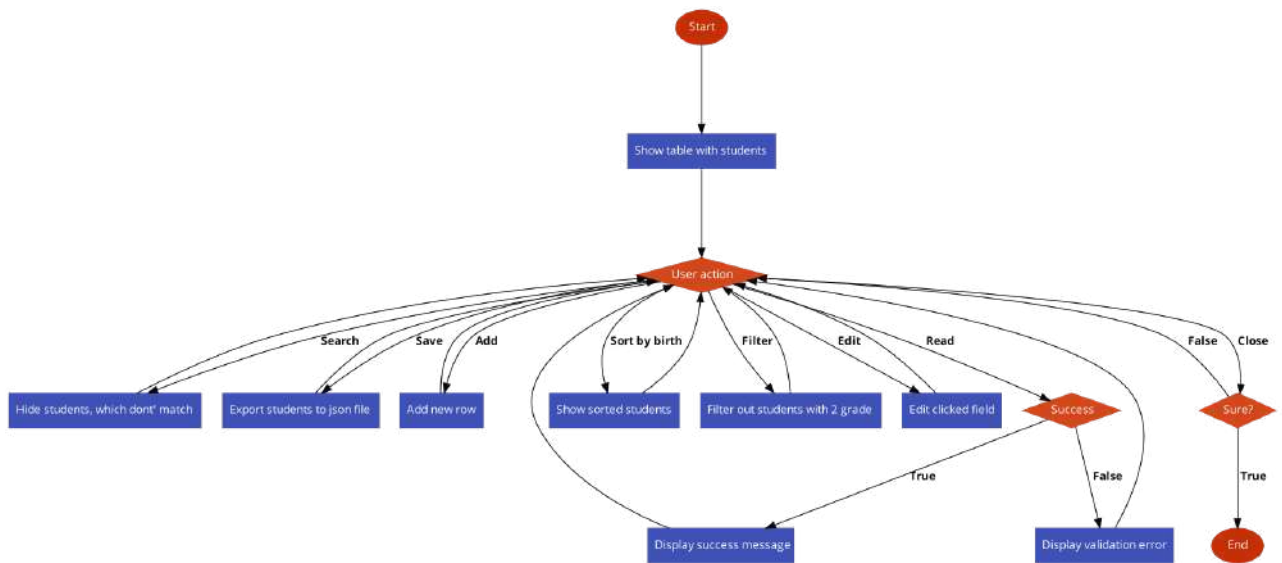 Start
Show table with students
User action
Search
Save
Add
Sort by birth
Filter
Edit
Read
False
Close
Hide students, which dont' match
Export students to json file
Add new row
Show sorted students
Filter out students with 2 grade
Edit clicked field
Success
Sure?
True
False
True
Display success message
Display validation error
End